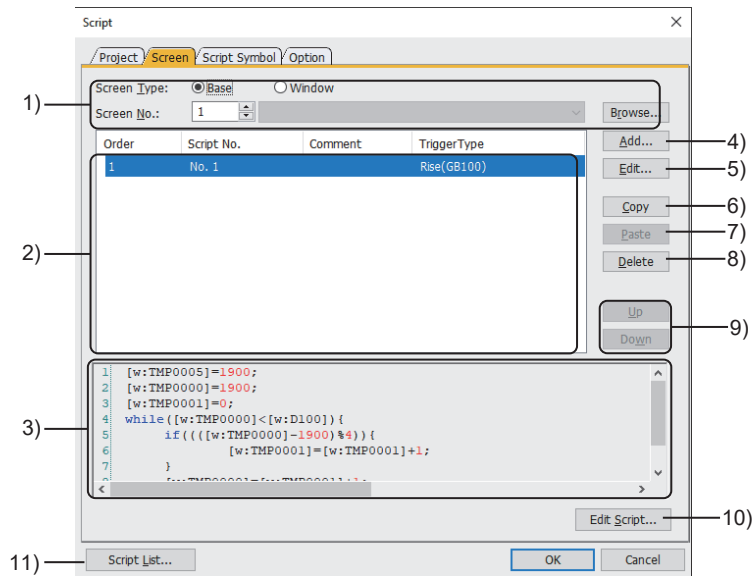 Script
Project Screen Script Symbol Option
Screen Type: Base Window
1)
Screen No.: 1 Browse...
Order Script No. Comment TriggerType
Add... 4)
1 No. 1 Rise(GB100)
Edit... 5)
Copy 6)
2)
Paste 7)
Delete 8)
Up
9)
Down
1 [w:TMP0005]=1900;
2 [w:TMP0000]=1900;
3 [w:TMP0001]=0;
4 while([w:TMP0000]<[w:D100]){
3)
5 if((([w:TMP0000]-1900)%4)){
6 [w:TMP0001]=[w:TMP0001]+1;
7 }
Edit Script... 10)
11) Script List... OK Cancel